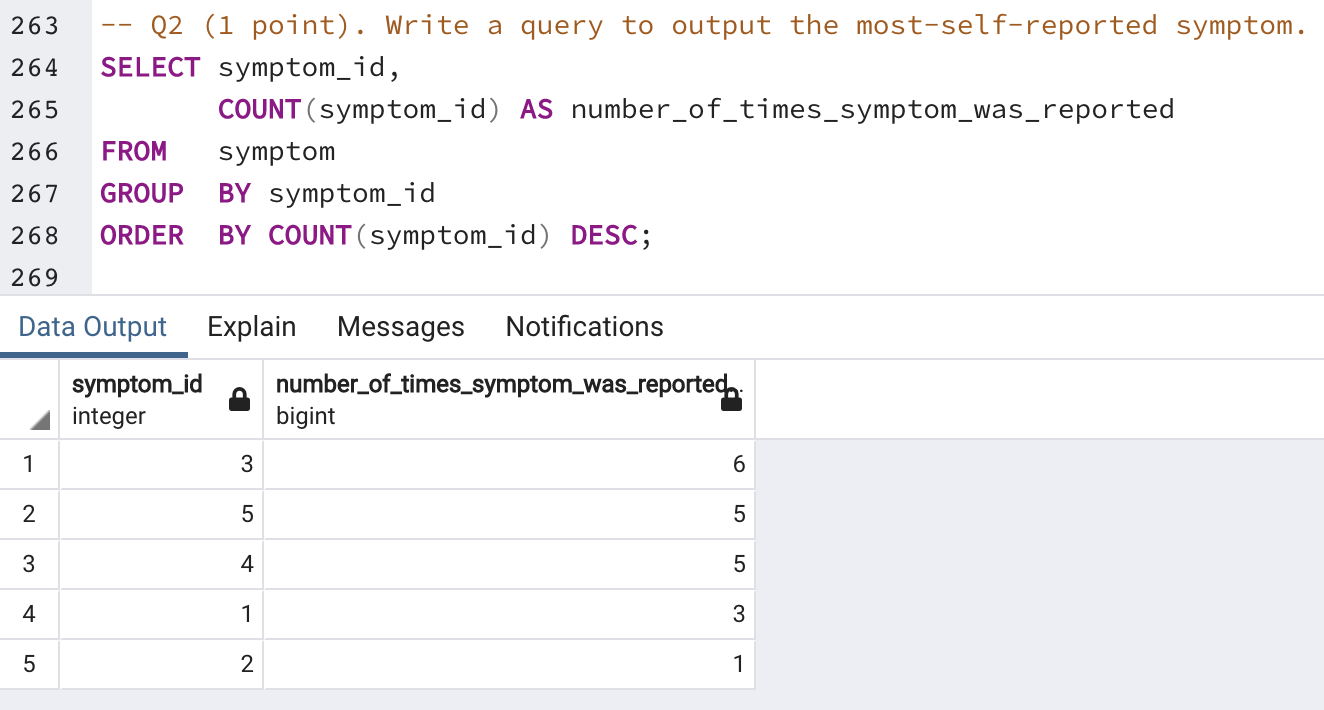 263 -- Q2 (1 point). Write a query to output the most-self-reported symptom.
264 SELECT symptom_id,
265 COUNT(symptom_id) AS number_of_times_symptom_was_reported
266 FROM symptom
267 GROUP BY symptom_id
268 ORDER BY COUNT(symptom_id) DESC;
269
Data Output Explain Messages Notifications
symptom_id number_of_times_symptom_was_reported..
integer bigint
1 3 6
2 5 5
3 4 5
4 1 3
5 2 1